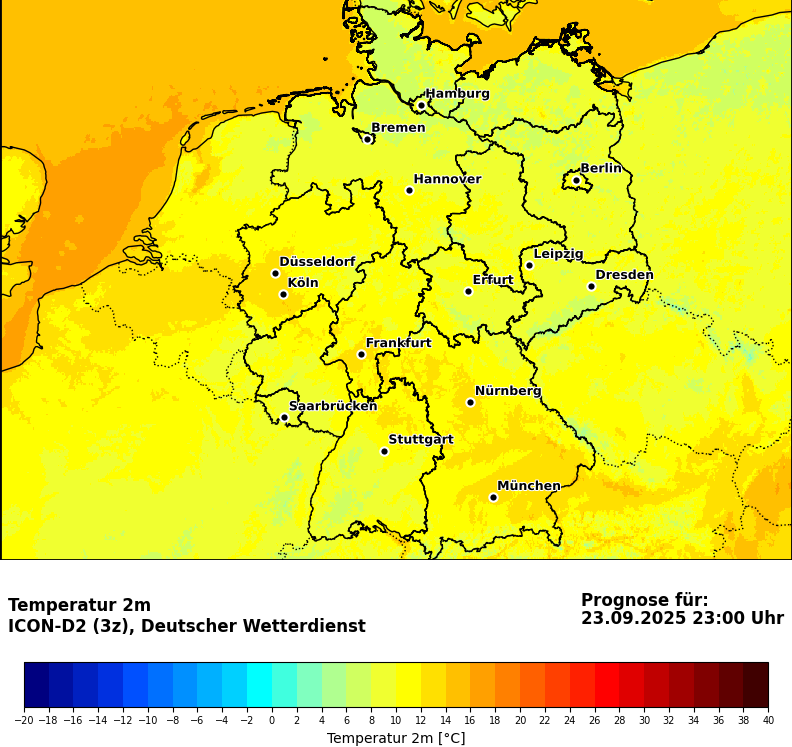 Hamburg
Bremen
Berlin
Hannover
Leipzig
Düsseldorf
Dresden
Köln
Erfurt
Frankfurt
Nürnberg
Saarbrücken
Stuttgart
München
Temperatur 2m
ICON-D2 (3z), Deutscher Wetterdienst
Prognose für:
23.09.2025 23:00 Uhr
−20 −18 −16 −14 −12 −10 −8 −6 −4 −2 0 2 4 6 8 10 12 14 16 18 20 22 24 26 28 30 32 34 36 38 40
Temperatur 2m [°C]